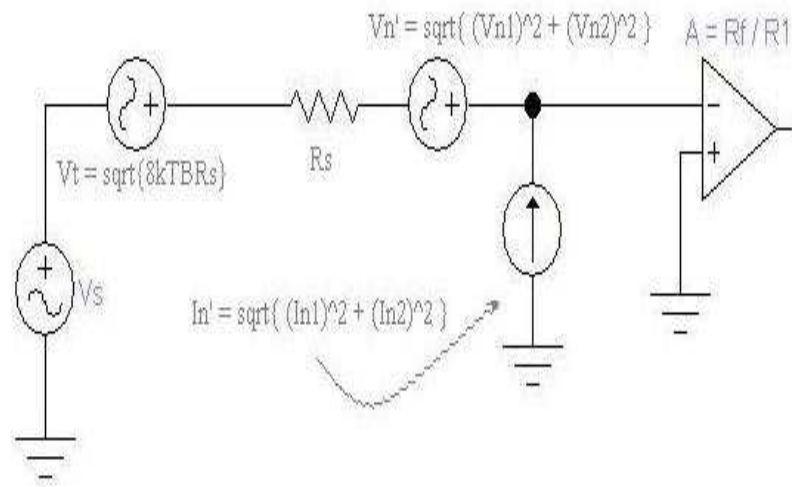 Vn' = sqrt{ (Vn1)^2 + (Vn2)^2 }
A = Rf / R1
Vt = sqrt{8kTBRs}
Rs
Vs
In' = sqrt{ (In1)^2 + (In2)^2 }